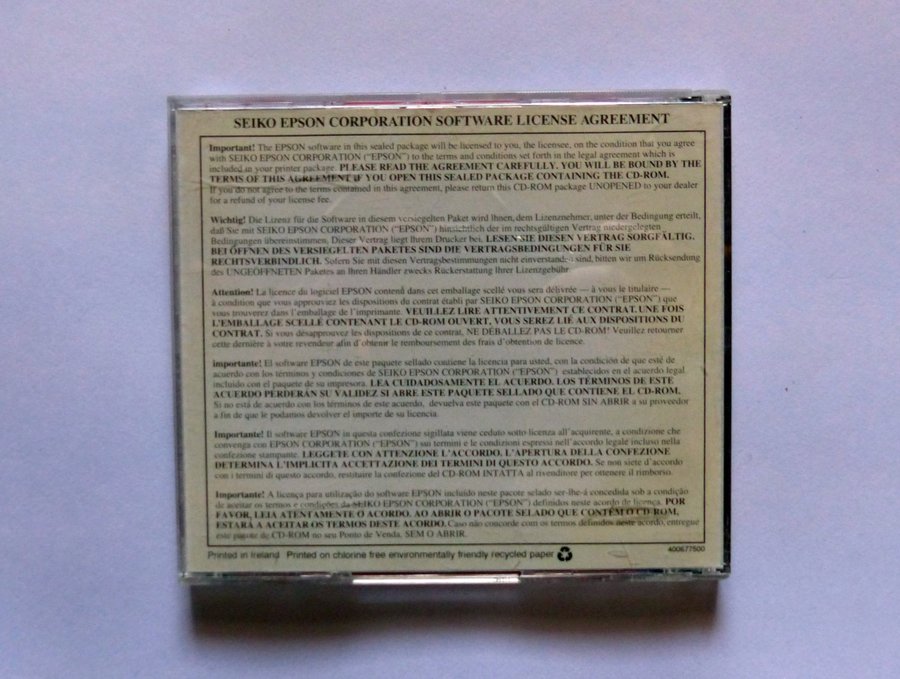 SEIKO EPSON CORPORATION SOFTWARE LICENSE AGREEMENT
Important! The EPSON software in this sealed package will be licensed to you, the licensee, on the condition that you agree
with SEIKO EPSON CORPORATION ("EPSON") to the terms and conditions set forth in the legal agreement which is
included in your printer package. PLEASE READ THE AGREEMENT CAREFULLY. YOU WILL BE BOUND BY THE
TERMS OF THIS AGREEMENT IF YOU OPEN THIS SEALED PACKAGE CONTAINING THE CD-ROM.
If you do not agree to the terms contained in this agreement, please return this CD-ROM package UNOPENED to your dealer
for a refund of your license fee.
Wichtig! Die Lizenz für die Software in diesem versiegelten Paket wird Ihnen, dem Lizenznehmer, unter der Bedingung erteilt,
daß Sie mit SEIKO EPSON CORPORATION ("EPSON") hinsichtlich der im rechtsgültigen Vertrag niedergelegten
Bedingungen übereinstimmen. Dieser Vertrag liegt Ihrem Drucker bei. LESEN SIE DIESEN VERTRAG SORGFÄLTIG.
BEI ÖFFNEN DES VERSIEGELTEN PAKETES SIND DIE VERTRAGSBEDINGUNGEN FÜR SIE
RECHTSVERBINDLICH. Sofern Sie mit diesen Vertragsbestimmungen nicht einverstanden sind, bitten wir um Rücksendung
des UNGEÖFFNETEN Paketes an Ihren Händler zwecks Rückerstattung Ihrer Lizenzgebühr.
Attention! La licence du logiciel EPSON contenu dans cet emballage scellé vous sera délivrée — à vous le titulaire —
à condition que vous approuviez les dispositions du contrat établi par SEIKO EPSON CORPORATION ("EPSON") que
vous trouverez dans l'emballage de l'imprimante. VEUILLEZ LIRE ATTENTIVEMENT CE CONTRAT. UNE FOIS
L'EMBALLAGE SCELLÉ CONTENANT LE CD-ROM OUVERT, VOUS SEREZ LIÉ AUX DISPOSITIONS DU
CONTRAT. Si vous désapprouvez les dispositions de ce contrat, NE DÉBALLEZ PAS LE CD-ROM! Veuillez retourner
cette dernière à votre revendeur afin d'obtenir le remboursement des frais d'obtention de licence.
importante! El software EPSON de este paquete sellado contiene la licencia para usted, con la condición de que esté de
acuerdo con los términos y condiciones de SEIKO EPSON CORPORATION ("EPSON") establecidos en el acuerdo legal
incluido con el paquete de su impresora. LEA CUIDADOSAMENTE EL ACUERDO. LOS TÉRMINOS DE ESTE
ACUERDO PERDERÁN SU VALIDEZ SI ABRE ESTE PAQUETE SELLADO QUE CONTIENE EL CD-ROM.
Si no está de acuerdo con los términos de este acuerdo, devuelva este paquete con el CD-ROM SIN ABRIR a su proveedor
a fin de que le podamos devolver el importe de su licencia.
Importante! Il software EPSON in questa confezione sigillata viene ceduto sotto licenza all'acquirente, a condizione che
convenga con EPSON CORPORATION ("EPSON") sui termini e le condizioni espressi nell'accordo legale incluso nella
confezione stampante. LEGGETE CON ATTENZIONE L'ACCORDO. L'APERTURA DELLA CONFEZIONE
DETERMINA L'IMPLICITA ACCETTAZIONE DEI TERMINI DI QUESTO ACCORDO. Se non siete d'accordo
con i termini di questo accordo, restituire la confezione del CD-ROM INTATTA al rivenditore per ottenere il rimborso.
Importante! A licença para utilização do software EPSON incluído neste pacote selado ser-lhe-á concedida sob a condição
de aceitar os termos e condições da SEIKO EPSON CORPORATION ("EPSON") definidos neste acordo de licença. POR
FAVOR, LEIA ATENTAMENTE O ACORDO. AO ABRIR O PACOTE SELADO QUE CONTÉM O CD-ROM,
ESTARÁ A ACEITAR OS TERMOS DESTE ACORDO. Caso não concorde com os termos definidos neste acordo, entregue
este pacote de CD-ROM no seu Ponto de Venda, SEM O ABRIR.
Printed in Ireland Printed on chlorine free environmentally friendly recycled paper
400677500